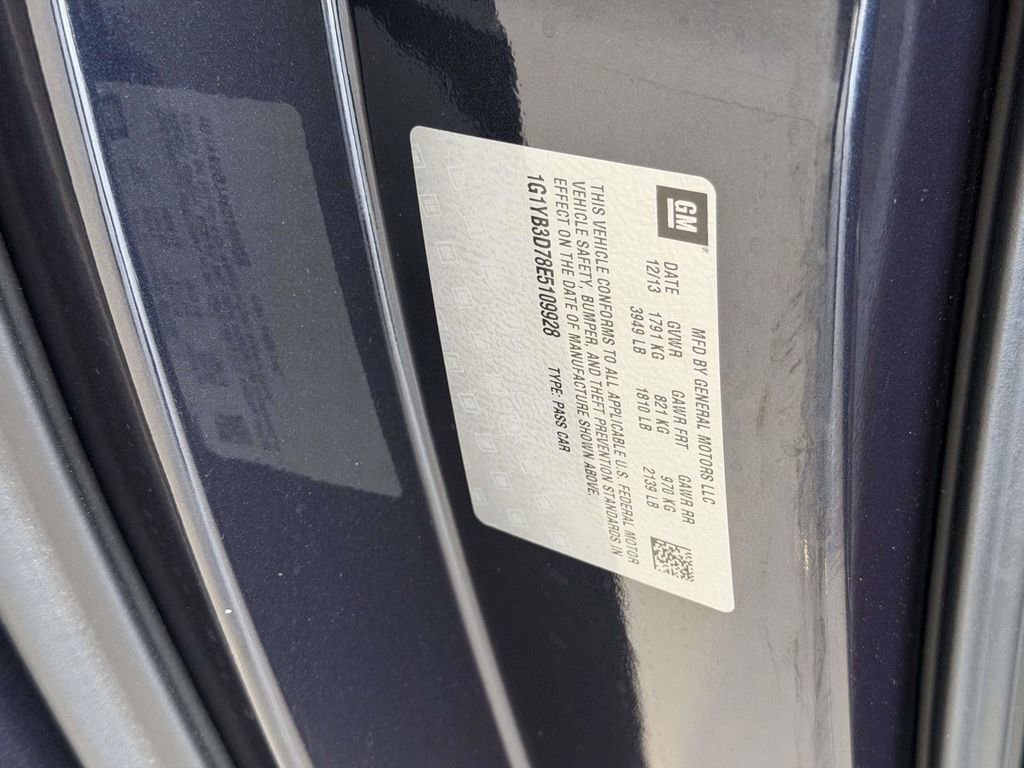 GM®
MFD BY GENERAL MOTORS LLC
DATE GVWR GAWR FRT GAWR RR
12/13 1791 KG 821 KG 970 KG
3949 LB 1810 LB 2139 LB
THIS VEHICLE CONFORMS TO ALL APPLICABLE U.S. FEDERAL MOTOR
VEHICLE SAFETY, BUMPER, AND THEFT PREVENTION STANDARDS IN
EFFECT ON THE DATE OF MANUFACTURE SHOWN ABOVE.
1G1YB3D78E5109928 TYPE: PASS CAR